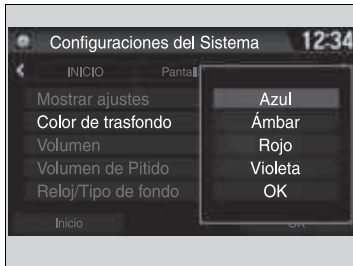 Configuraciones del Sistema 12:34
INICIO Pantall
Mostrar ajustes
Color de trasfondo
Volumen
Volumen de Pitido
Reloj/Tipo de fondo
Azul
Ámbar
Rojo
Violeta
OK
Inicio OK